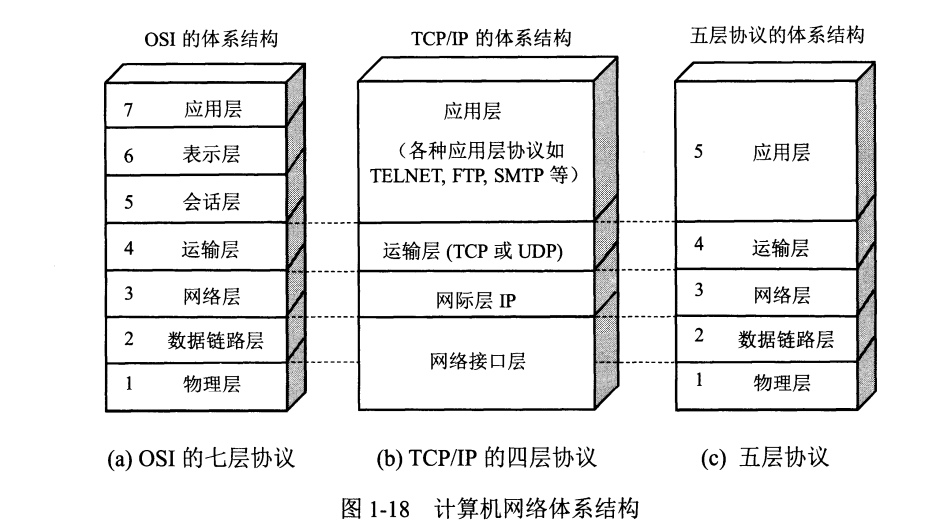 OSI 的体系结构
7 应用层
6 表示层
5 会话层
4 运输层
3 网络层
2 数据链路层
1 物理层
(a) OSI 的七层协议
TCP/IP 的体系结构
应用层
（各种应用层协议如
TELNET, FTP, SMTP 等）
运输层 (TCP 或 UDP)
网际层 IP
网络接口层
(b) TCP/IP 的四层协议
五层协议的体系结构
5 应用层
4 运输层
3 网络层
2 数据链路层
1 物理层
(c) 五层协议
图 1-18 计算机网络体系结构